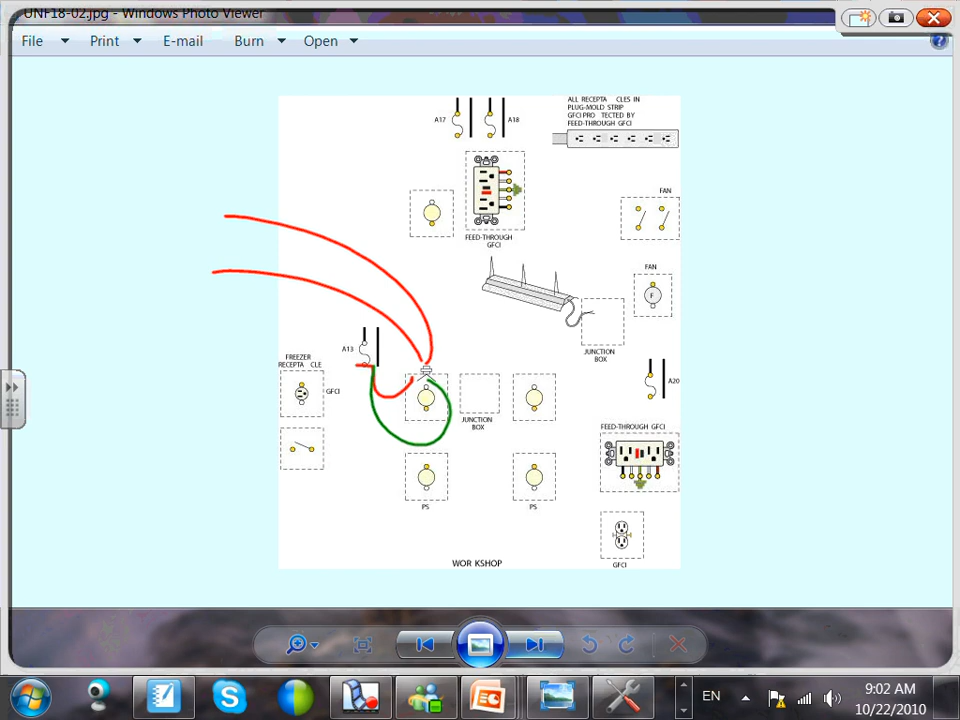 UNF18-02.jpg - Windows Photo Viewer
File Print E-mail Burn Open
ALL RECEPTA CLES IN
PLUG-MOLD STRIP
GFCI PRO TECTED BY
FEED-THROUGH GFCI
A17 A18
FAN
FEED-THROUGH
GFCI
FAN
F
JUNCTION
BOX
A13
FREEZER
RECEPTA CLE
GFCI
A20
JUNCTION
BOX
FEED-THROUGH GFCI
PS PS
GFCI
WOR KSHOP
EN
9:02 AM
10/22/2010